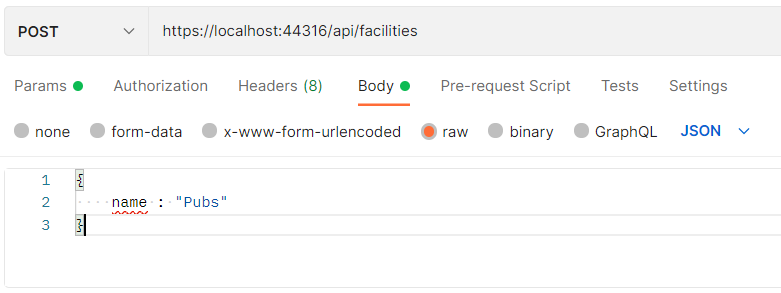 POST https://localhost:44316/api/facilities
Params Authorization Headers (8) Body Pre-request Script Tests Settings
none form-data x-www-form-urlencoded raw binary GraphQL JSON
1 {
2 name : "Pubs"
3 }